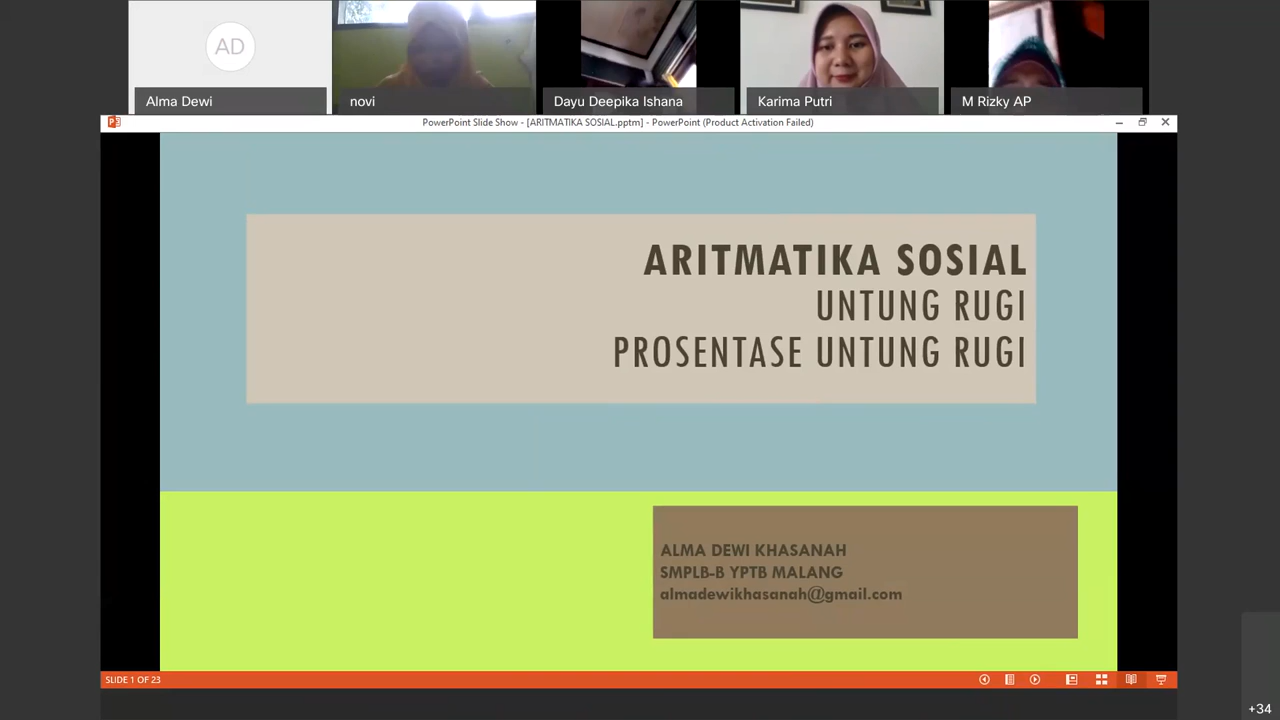 AD
Alma Dewi
novi
Dayu Deepika Ishana
Karima Putri
M Rizky AP
PowerPoint Slide Show - [ARITMATIKA SOSIAL.pptm] - PowerPoint (Product Activation Failed)
ARITMATIKA SOSIAL
UNTUNG RUGI
PROSENTASE UNTUNG RUGI
ALMA DEWI KHASANAH
SMPLB-B YPTB MALANG
almadewikhasanah@gmail.com
SLIDE 1 OF 23
+34